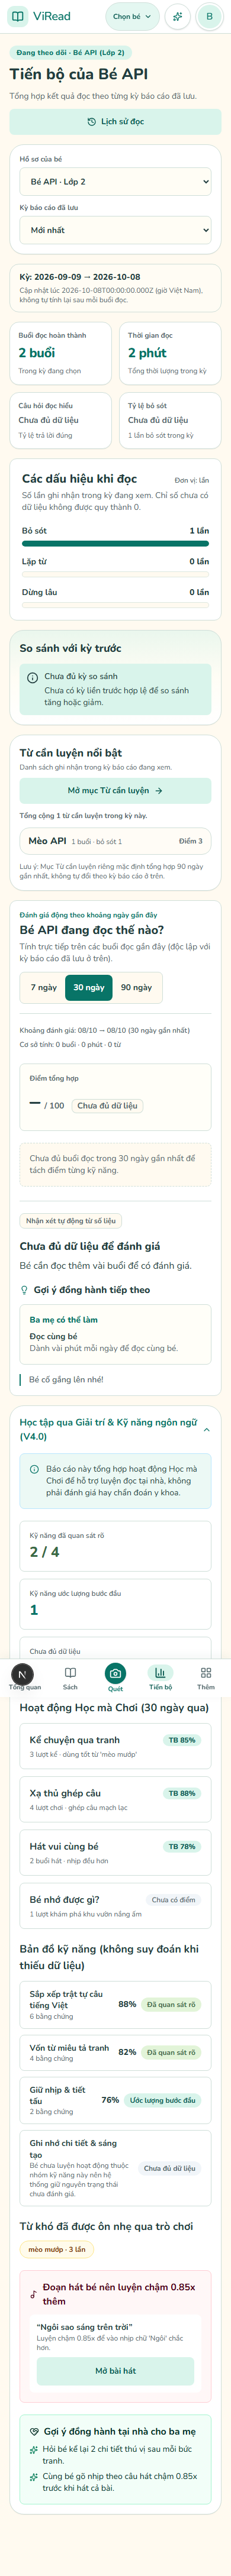 ViRead
Chọn bé
B
Đang theo dõi · Bé API (Lớp 2)
Tiến bộ của Bé API
Tổng hợp kết quả đọc theo từng kỳ báo cáo đã lưu.
Lịch sử đọc
Hồ sơ của bé
Bé API · Lớp 2
Kỳ báo cáo đã lưu
Mới nhất
Kỳ: 2026-09-09 → 2026-10-08
Cập nhật lúc 2026-10-08T00:00:00.000Z (giờ Việt Nam),
không tự tính lại sau mỗi buổi đọc.
Buổi đọc hoàn thành
2 buổi
Trong kỳ đang chọn
Thời gian đọc
2 phút
Tổng thời lượng trong kỳ
Câu hỏi đọc hiểu
Chưa đủ dữ liệu
Tỷ lệ trả lời đúng
Tỷ lệ bỏ sót
Chưa đủ dữ liệu
1 lần bỏ sót trong kỳ
Các dấu hiệu khi đọc
Đơn vị: lần
Số lần ghi nhận trong kỳ đang xem. Chỉ số chưa có
dữ liệu không được quy thành 0.
Bỏ sót
1 lần
Lặp từ
0 lần
Dừng lâu
0 lần
So sánh với kỳ trước
Chưa đủ kỳ so sánh
Chưa có kỳ liền trước hợp lệ để so sánh
tăng hoặc giảm.
Từ cần luyện nổi bật
Danh sách ghi nhận trong kỳ báo cáo đang xem.
Mở mục Từ cần luyện →
Tổng cộng 1 từ cần luyện trong kỳ này.
Mèo API 1 buổi · bỏ sót 1
Điểm 3
Lưu ý: Mục Từ cần luyện riêng mặc định tổng hợp 90 ngày
gần nhất, không tự đổi theo kỳ báo cáo ở trên.
Đánh giá động theo khoảng ngày gần đây
Bé API đang đọc thế nào?
Tính trực tiếp trên các buổi đọc gần đây (độc lập với
kỳ báo cáo đã lưu ở trên).
7 ngày
30 ngày
90 ngày
Khoảng đánh giá: 08/10 → 08/10 (30 ngày gần nhất)
Cơ sở tính: 0 buổi · 0 phút · 0 từ
Điểm tổng hợp
— / 100
Chưa đủ dữ liệu
Chưa đủ buổi đọc trong 30 ngày gần nhất để
tách điểm từng kỹ năng.
Nhận xét tự động từ số liệu
Chưa đủ dữ liệu để đánh giá
Bé cần đọc thêm vài buổi để có đánh giá.
Gợi ý đồng hành tiếp theo
Ba mẹ có thể làm
Đọc cùng bé
Dành vài phút mỗi ngày để đọc cùng bé.
Bé cố gắng lên nhé!
Học tập qua Giải trí & Kỹ năng ngôn ngữ
(V4.0)
Báo cáo này tổng hợp hoạt động Học mà
Chơi để hỗ trợ luyện đọc tại nhà, không
phải đánh giá hay chẩn đoán y khoa.
Kỹ năng đã quan sát rõ
2 / 4
Kỹ năng ước lượng bước đầu
1
Chưa đủ dữ liệu
N
Tổng quan
Sách
Quét
Tiến bộ
Thêm
Hoạt động Học mà Chơi (30 ngày qua)
Kể chuyện qua tranh
TB 85%
3 lượt kể · dùng tốt từ 'mèo mướp'
Xạ thủ ghép câu
TB 88%
4 lượt chơi · ghép câu mạch lạc
Hát vui cùng bé
TB 78%
2 buổi hát · nhịp đều hơn
Bé nhớ được gì?
Chưa có điểm
1 lượt khám phá khu vườn nắng ấm
Bản đồ kỹ năng (không suy đoán khi
thiếu dữ liệu)
Sắp xếp trật tự câu
tiếng Việt
6 bằng chứng
88%
Đã quan sát rõ
Vốn từ miêu tả tranh
4 bằng chứng
82%
Đã quan sát rõ
Giữ nhịp & tiết
tấu
2 bằng chứng
76%
Ước lượng bước đầu
Ghi nhớ chi tiết & sáng
tạo
Bé chưa luyện hoạt động thuộc
nhóm kỹ năng này nên hệ
thống giữ nguyên trạng thái
chưa đánh giá.
Chưa đủ dữ liệu
Từ khó đã được ôn nhẹ qua trò chơi
mèo mướp · 3 lần
Đoạn hát bé nên luyện chậm 0.85x
thêm
“Ngôi sao sáng trên trời”
Luyện chậm 0.85x để vào nhịp chữ 'Ngôi' chắc
hơn.
Mở bài hát
Gợi ý đồng hành tại nhà cho ba mẹ
Hỏi bé kể lại 2 chi tiết thú vị sau mỗi bức
tranh.
Cùng bé gõ nhịp theo câu hát chậm 0.85x
trước khi hát cả bài.